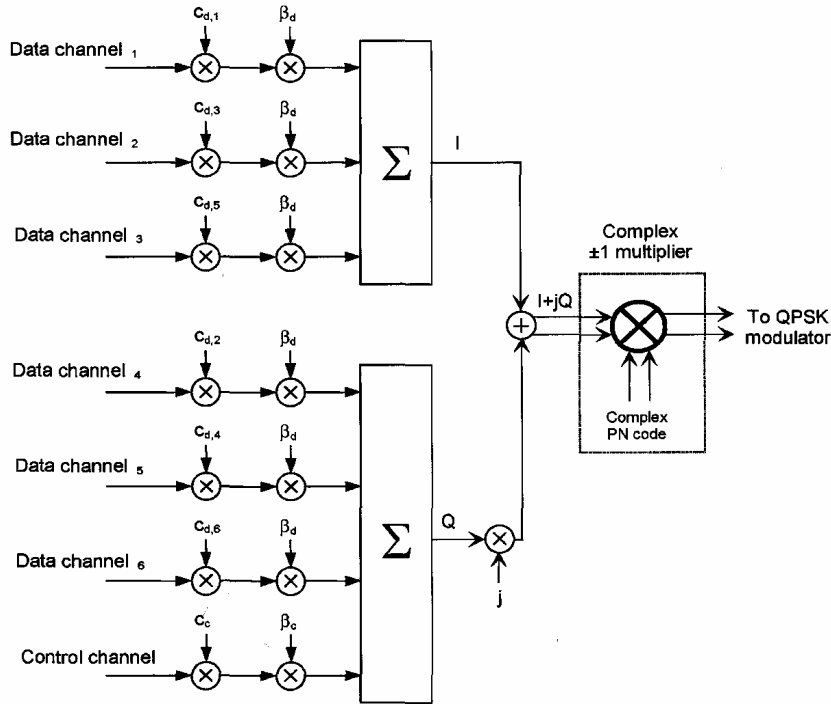 C_d,1 β_d
Data channel 1
C_d,3 β_d
Data channel 2
C_d,5 β_d
Data channel 3
Σ
I
Complex
±1 multiplier
I+jQ
To QPSK
modulator
Complex
PN code
C_d,2 β_d
Data channel 4
C_d,4 β_d
Data channel 5
C_d,6 β_d
Data channel 6
C_c β_c
Control channel
Σ
Q
j